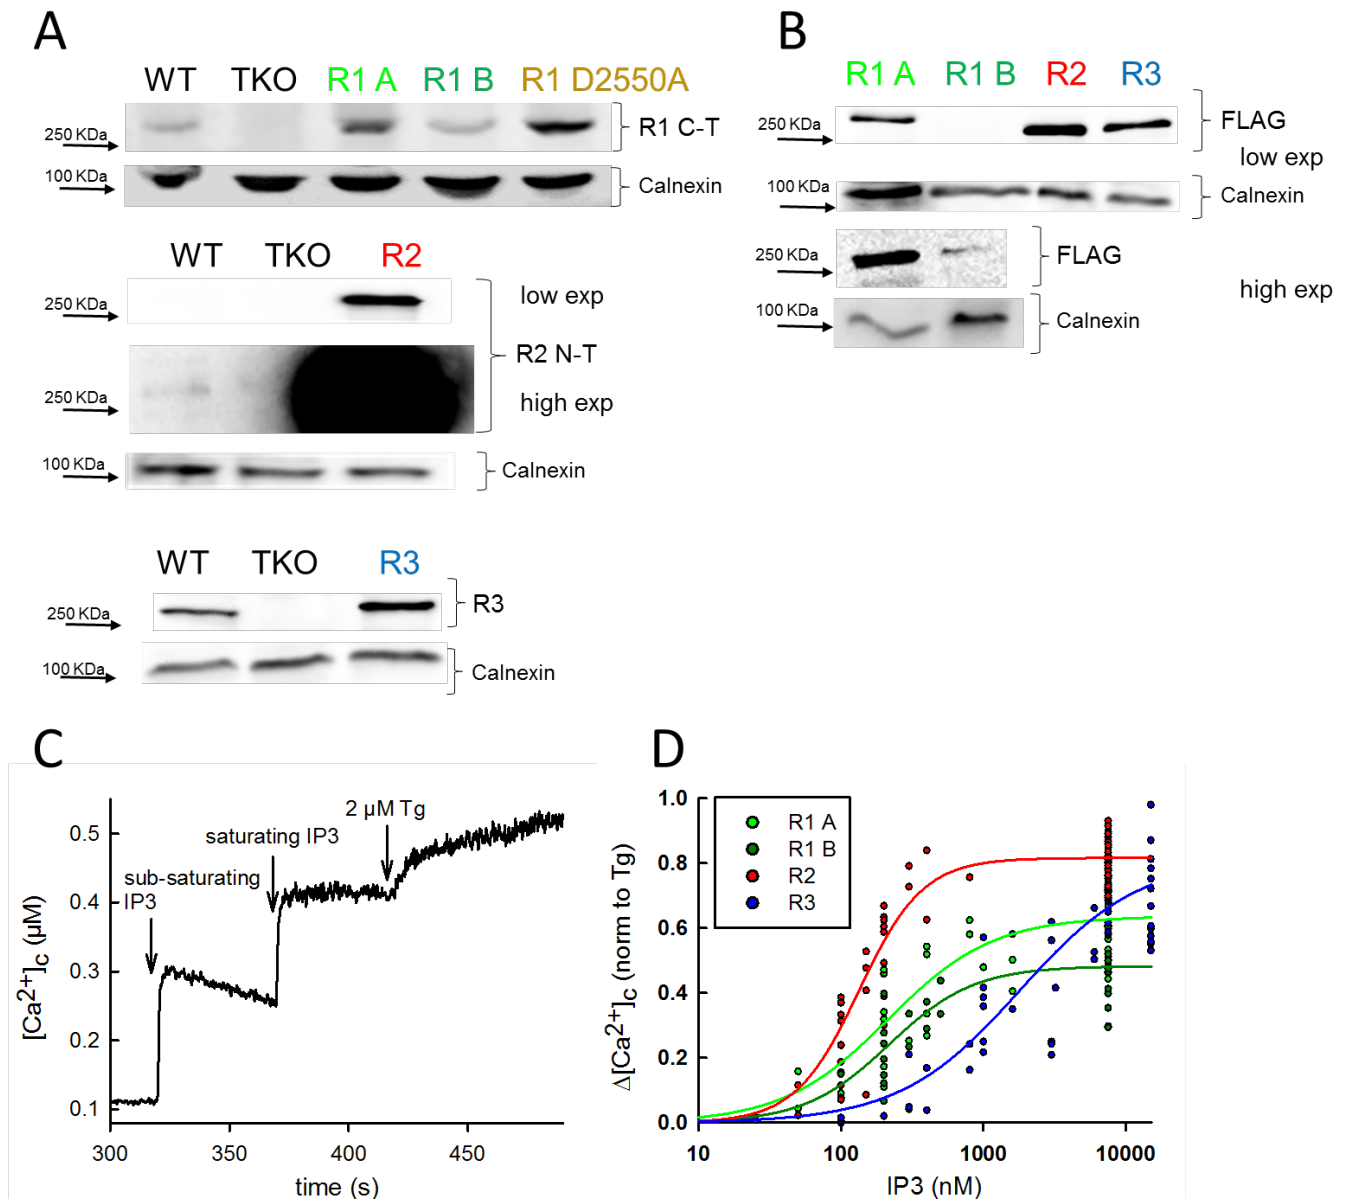 A
WT TKO R1 A R1 B R1 D2550A
250 KDa
R1 C-T
100 KDa
Calnexin
WT TKO R2
250 KDa
low exp
R2 N-T
250 KDa
high exp
100 KDa
Calnexin
WT TKO R3
250 KDa
R3
100 KDa
Calnexin
B
R1 A R1 B R2 R3
250 KDa
FLAG
low exp
100 KDa
Calnexin
250 KDa
FLAG
high exp
100 KDa
Calnexin
C
[Ca2+]c (µM)
0.5
0.4
0.3
0.2
0.1
sub-saturating
IP3
saturating IP3
2 µM Tg
300 350 400 450
time (s)
D
Δ[Ca2+]c (norm to Tg)
1.0
0.8
0.6
0.4
0.2
0.0
R1 A
R1 B
R2
R3
10 100 1000 10000
IP3 (nM)